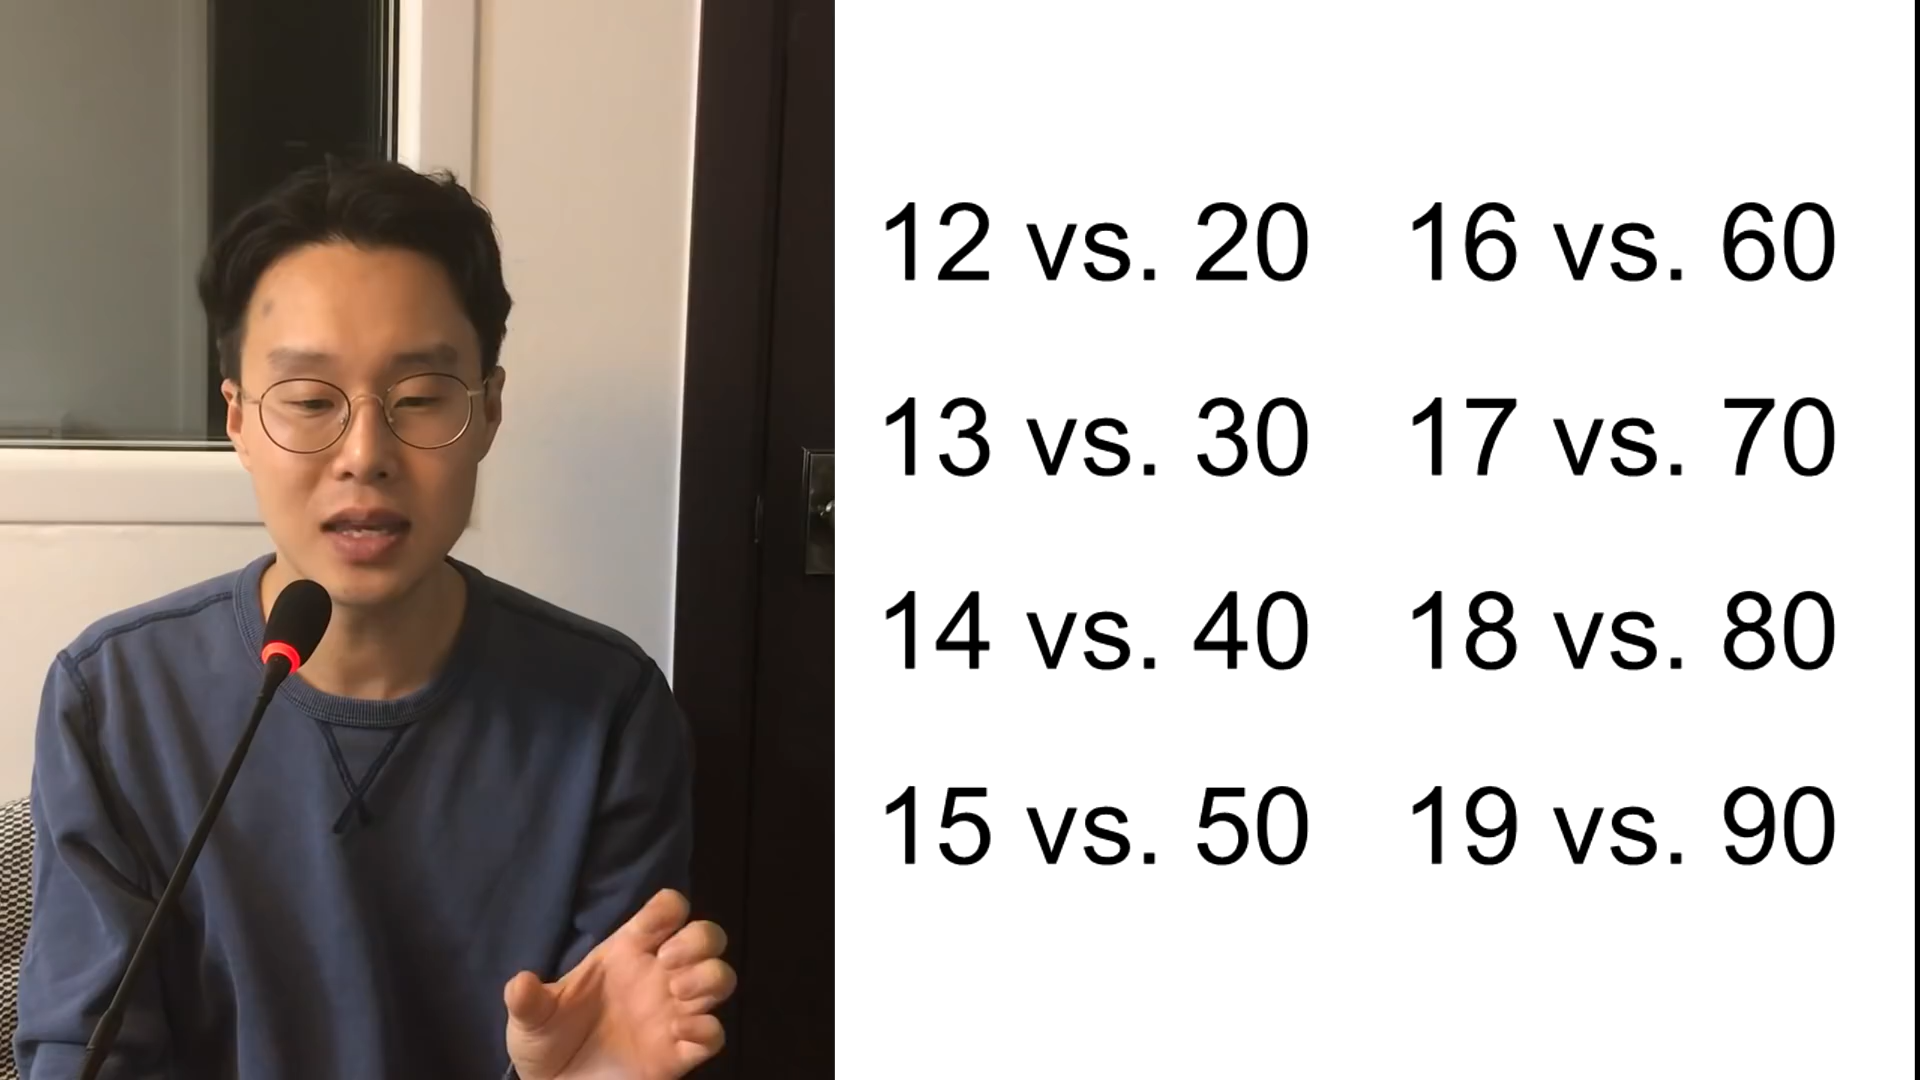 12 vs. 20
13 vs. 30
14 vs. 40
15 vs. 50
16 vs. 60
17 vs. 70
18 vs. 80
19 vs. 90